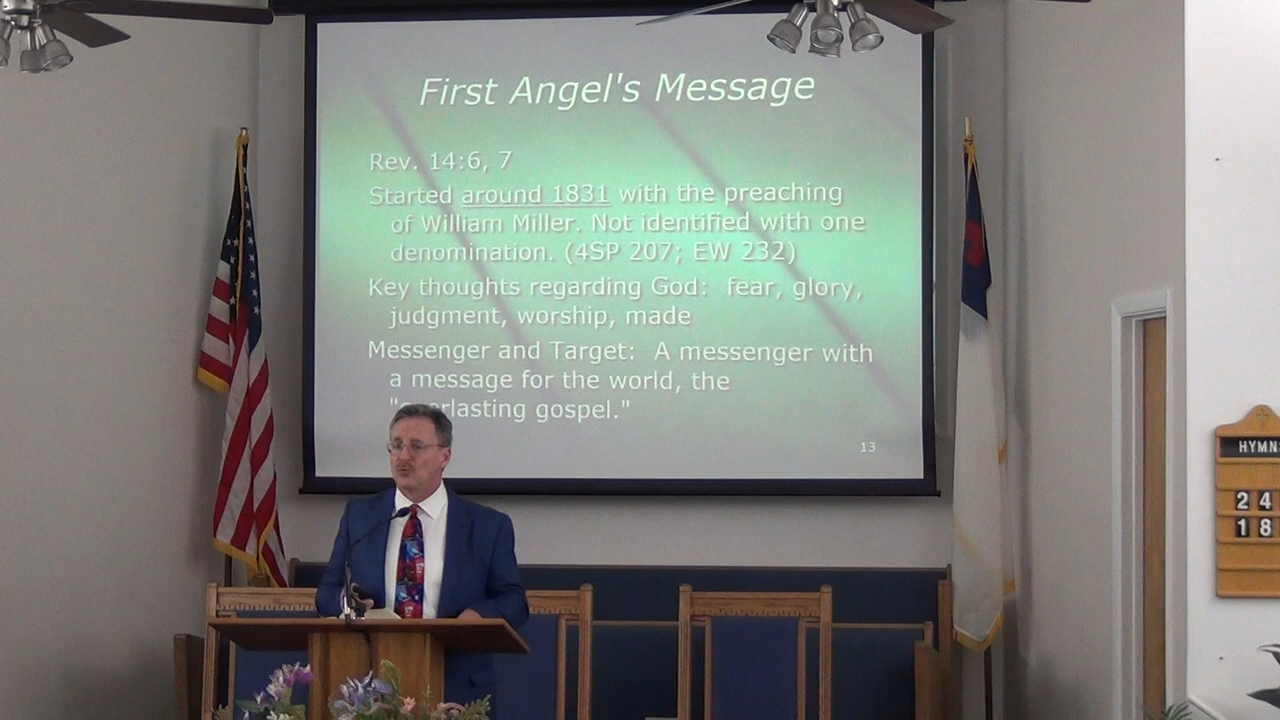 First Angel's Message
Rev. 14:6, 7
Started around 1831 with the preaching
of William Miller. Not identified with one
denomination. (4SP 207; EW 232)
Key thoughts regarding God: fear, glory,
judgment, worship, made
Messenger and Target: A messenger with
a message for the world, the
"everlasting gospel."
13
HYMN
24
18